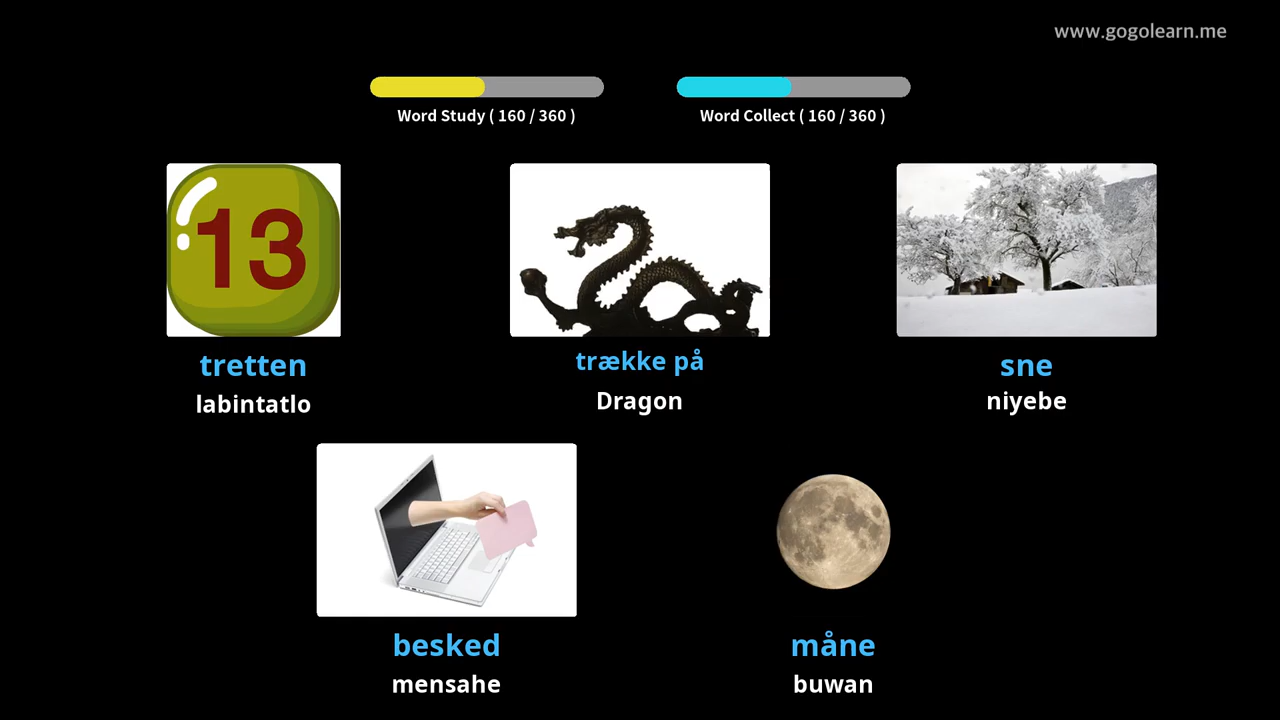 www.gogolearn.me
Word Study ( 160 / 360 )
Word Collect ( 160 / 360 )
13
tretten
labintatlo
trække på
Dragon
sne
niyebe
besked
mensahe
måne
buwan